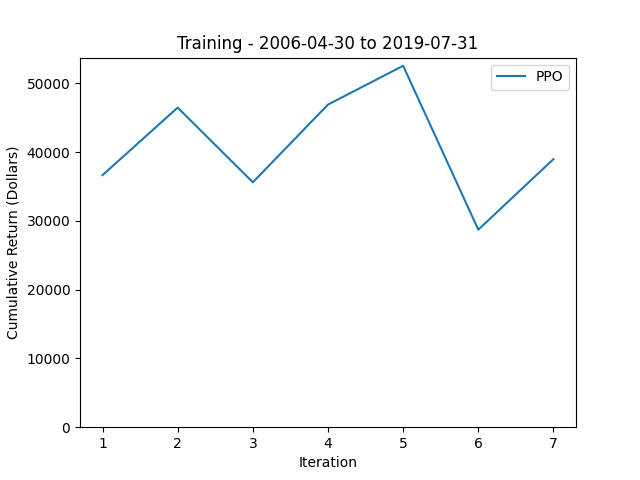 Training - 2006-04-30 to 2019-07-31
PPO
Cumulative Return (Dollars)
50000
40000
30000
20000
10000
0
1 2 3 4 5 6 7
Iteration